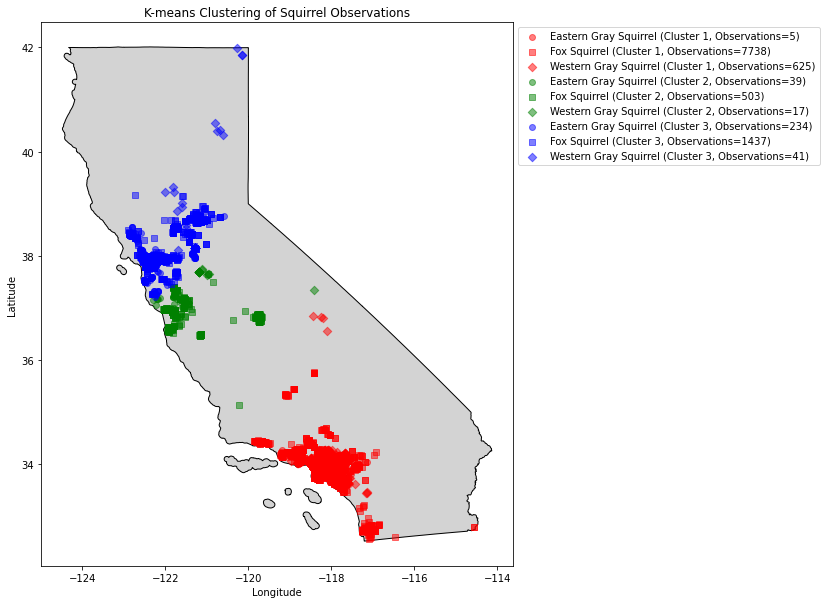 K-means Clustering of Squirrel Observations
Eastern Gray Squirrel (Cluster 1, Observations=5)
Fox Squirrel (Cluster 1, Observations=7738)
Western Gray Squirrel (Cluster 1, Observations=625)
Eastern Gray Squirrel (Cluster 2, Observations=39)
Fox Squirrel (Cluster 2, Observations=503)
Western Gray Squirrel (Cluster 2, Observations=17)
Eastern Gray Squirrel (Cluster 3, Observations=234)
Fox Squirrel (Cluster 3, Observations=1437)
Western Gray Squirrel (Cluster 3, Observations=41)
42
40
38
36
34
Latitude
−124
−122
−120
−118
−116
−114
Longitude